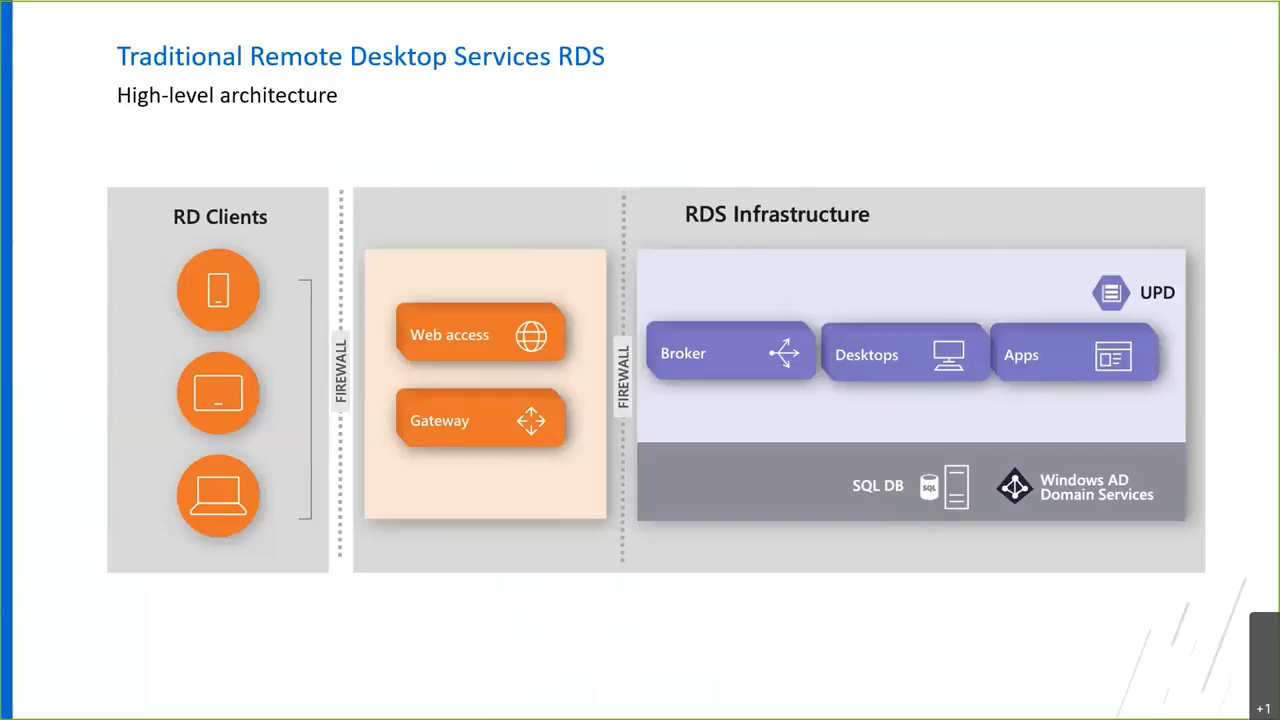 Traditional Remote Desktop Services RDS
High-level architecture
RD Clients
FIREWALL
Web access
Gateway
FIREWALL
RDS Infrastructure
UPD
Broker
Desktops
Apps
SQL DB
SQL
Windows AD
Domain Services
+1